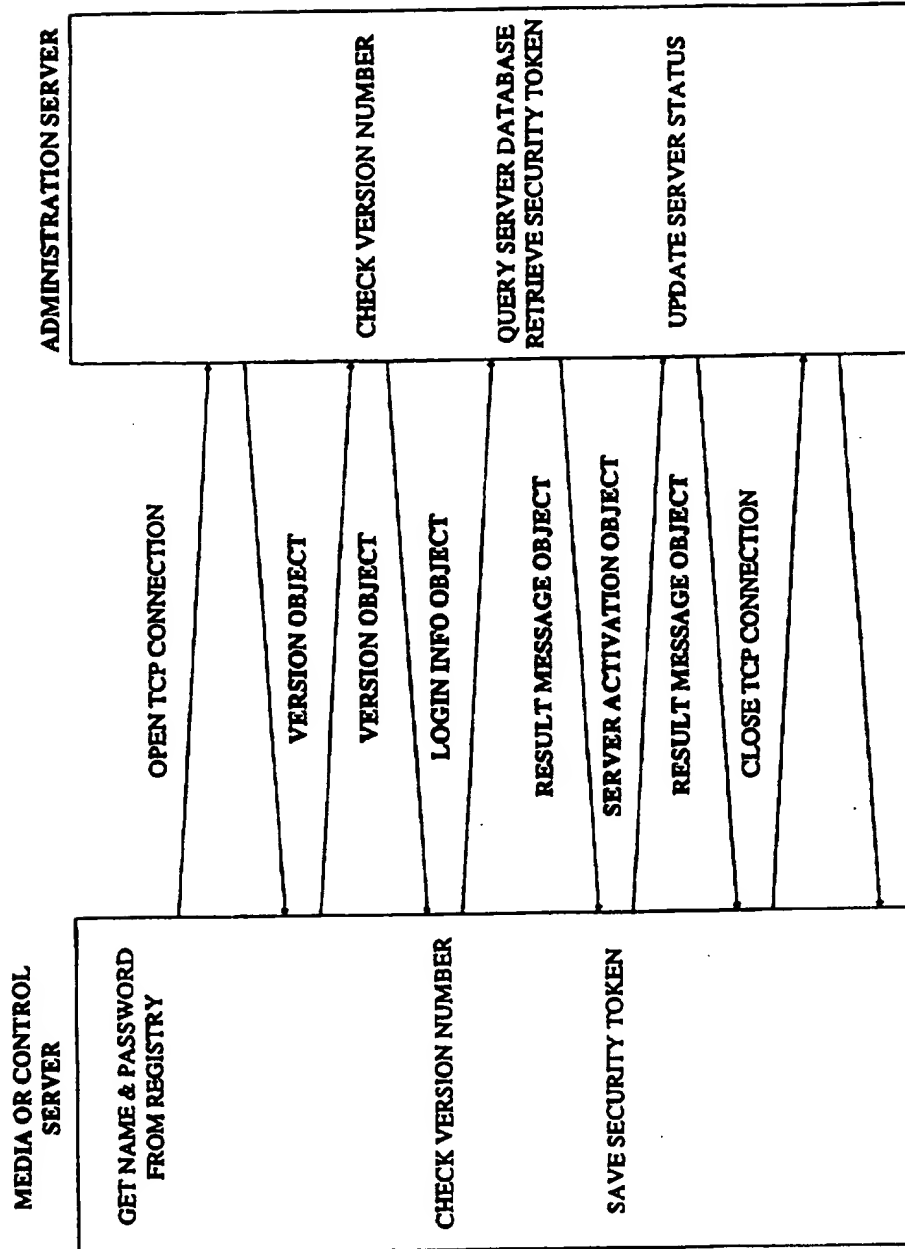 MEDIA OR CONTROL
SERVER
GET NAME & PASSWORD
FROM REGISTRY
CHECK VERSION NUMBER
SAVE SECURITY TOKEN
OPEN TCP CONNECTION
VERSION OBJECT
VERSION OBJECT
LOGIN INFO OBJECT
RESULT MESSAGE OBJECT
SERVER ACTIVATION OBJECT
RESULT MESSAGE OBJECT
CLOSE TCP CONNECTION
ADMINISTRATION SERVER
CHECK VERSION NUMBER
QUERY SERVER DATABASE
RETRIEVE SECURITY TOKEN
UPDATE SERVER STATUS